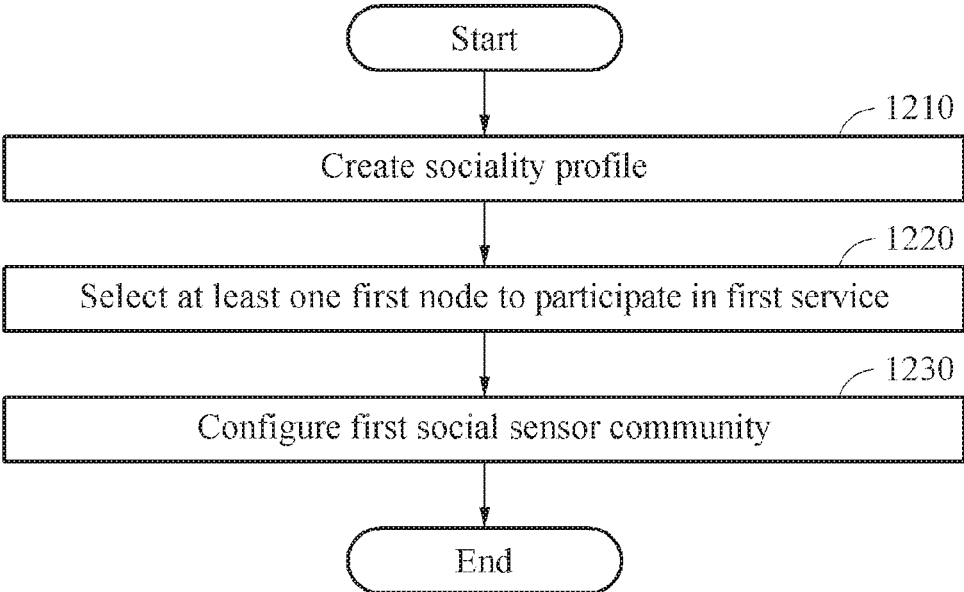 Start
1210
Create sociality profile
1220
Select at least one first node to participate in first service
1230
Configure first social sensor community
End